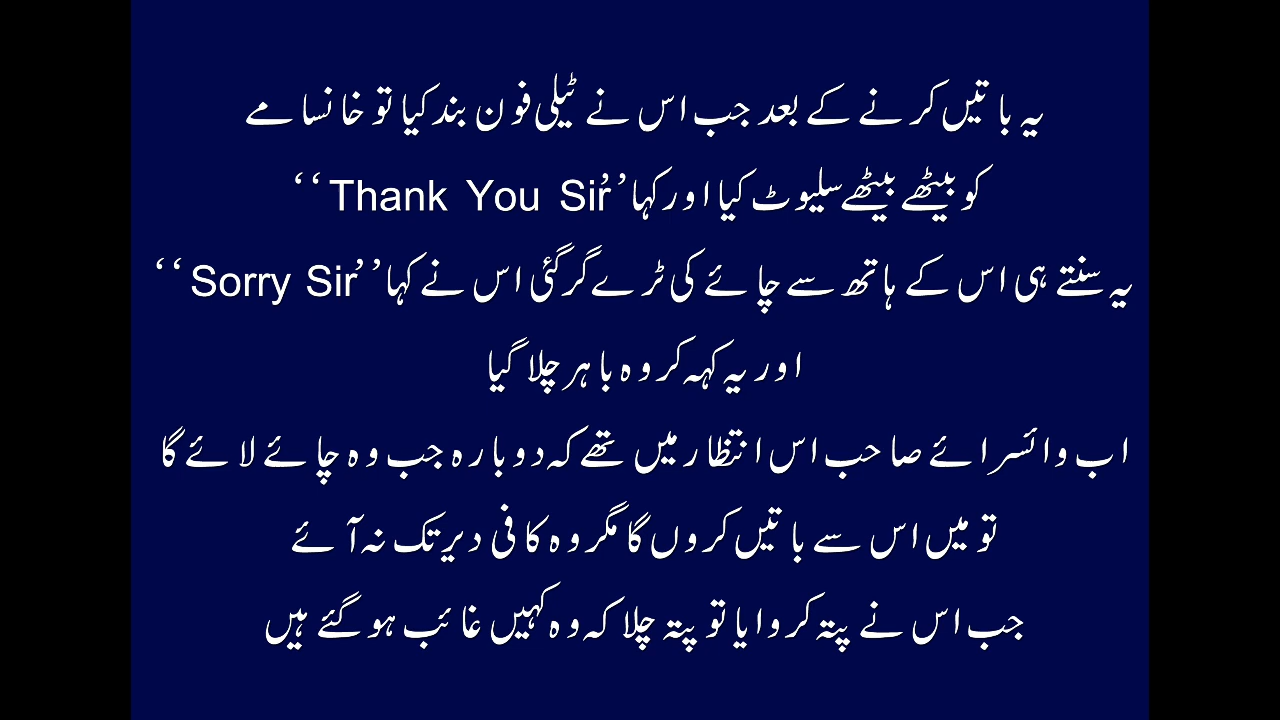 یہ باتیں کرنے کے بعد جب اس نے ٹیلی فون بند کیا تو خانسامے
کو بیٹھے بیٹھے سلیوٹ کیا اور کہا ’’Thank You Sir‘‘
یہ سنتے ہی اس کے ہاتھ سے چائے کی ٹرے گر گئی اس نے کہا ’’Sorry Sir‘‘
اور یہ کہہ کر وہ باہر چلا گیا
اب وائسرائے صاحب اس انتظار میں تھے کہ دوبارہ جب وہ چائے لائے گا
تو میں اس سے باتیں کروں گا مگر وہ کافی دیر تک نہ آئے
جب اس نے پتہ کروایا تو پتہ چلا کہ وہ کہیں غائب ہو گئے ہیں